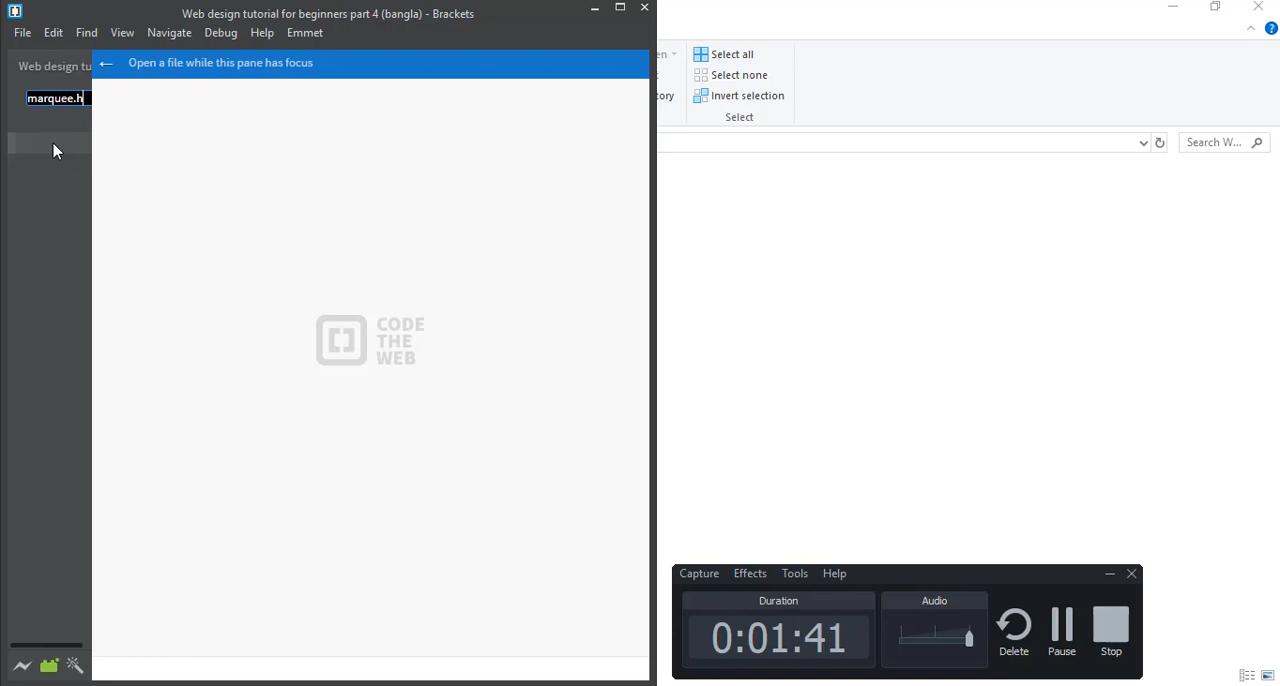 Web design tutorial for beginners part 4 (bangla) - Brackets
File Edit Find View Navigate Debug Help Emmet
Web design tu
Open a file while this pane has focus
marquee.h
CODE
THE
WEB
en
Select all
Select none
tory
Invert selection
Select
Search W...
Capture Effects Tools Help
Duration
Audio
0:01:41
Delete
Pause
Stop